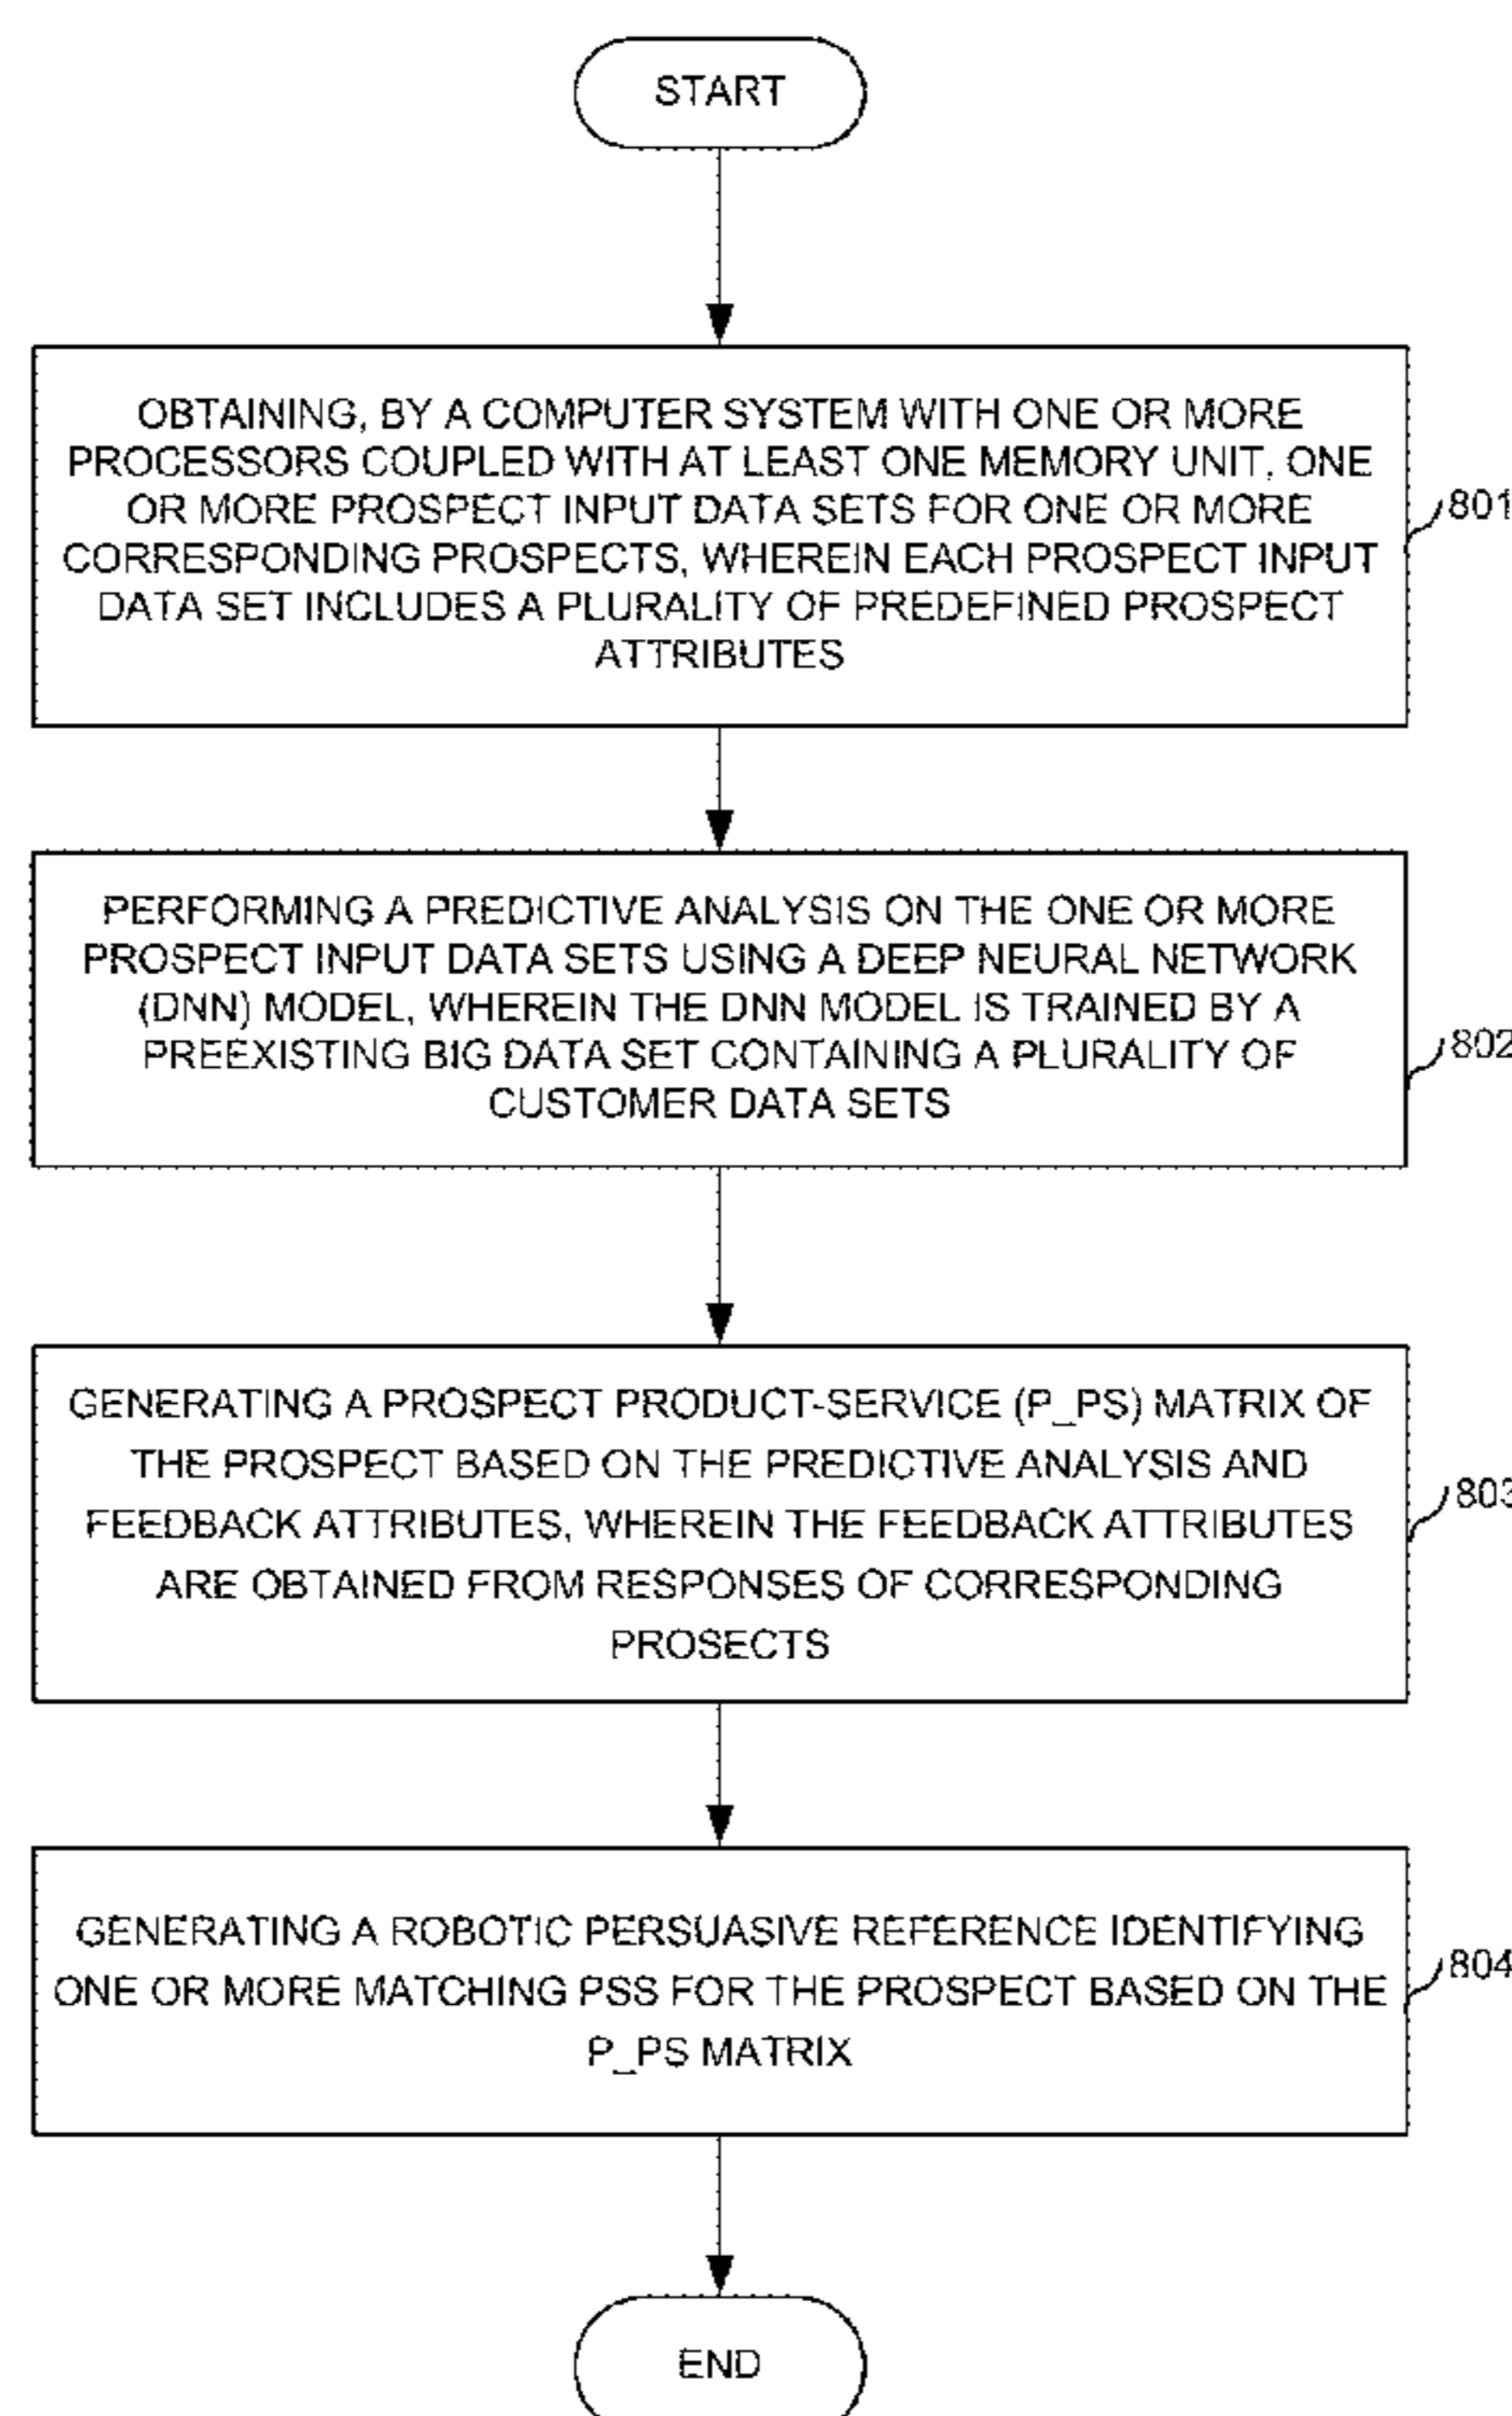 START
OBTAINING, BY A COMPUTER SYSTEM WITH ONE OR MORE
PROCESSORS COUPLED WITH AT LEAST ONE MEMORY UNIT, ONE
OR MORE PROSPECT INPUT DATA SETS FOR ONE OR MORE
CORRESPONDING PROSPECTS, WHEREIN EACH PROSPECT INPUT
DATA SET INCLUDES A PLURALITY OF PREDEFINED PROSPECT
ATTRIBUTES
801
PERFORMING A PREDICTIVE ANALYSIS ON THE ONE OR MORE
PROSPECT INPUT DATA SETS USING A DEEP NEURAL NETWORK
(DNN) MODEL, WHEREIN THE DNN MODEL IS TRAINED BY A
PREEXISTING BIG DATA SET CONTAINING A PLURALITY OF
CUSTOMER DATA SETS
802
GENERATING A PROSPECT PRODUCT-SERVICE (P_PS) MATRIX OF
THE PROSPECT BASED ON THE PREDICTIVE ANALYSIS AND
FEEDBACK ATTRIBUTES, WHEREIN THE FEEDBACK ATTRIBUTES
ARE OBTAINED FROM RESPONSES OF CORRESPONDING
PROSECTS
803
GENERATING A ROBOTIC PERSUASIVE REFERENCE IDENTIFYING
ONE OR MORE MATCHING PSS FOR THE PROSPECT BASED ON THE
P_PS MATRIX
804
END